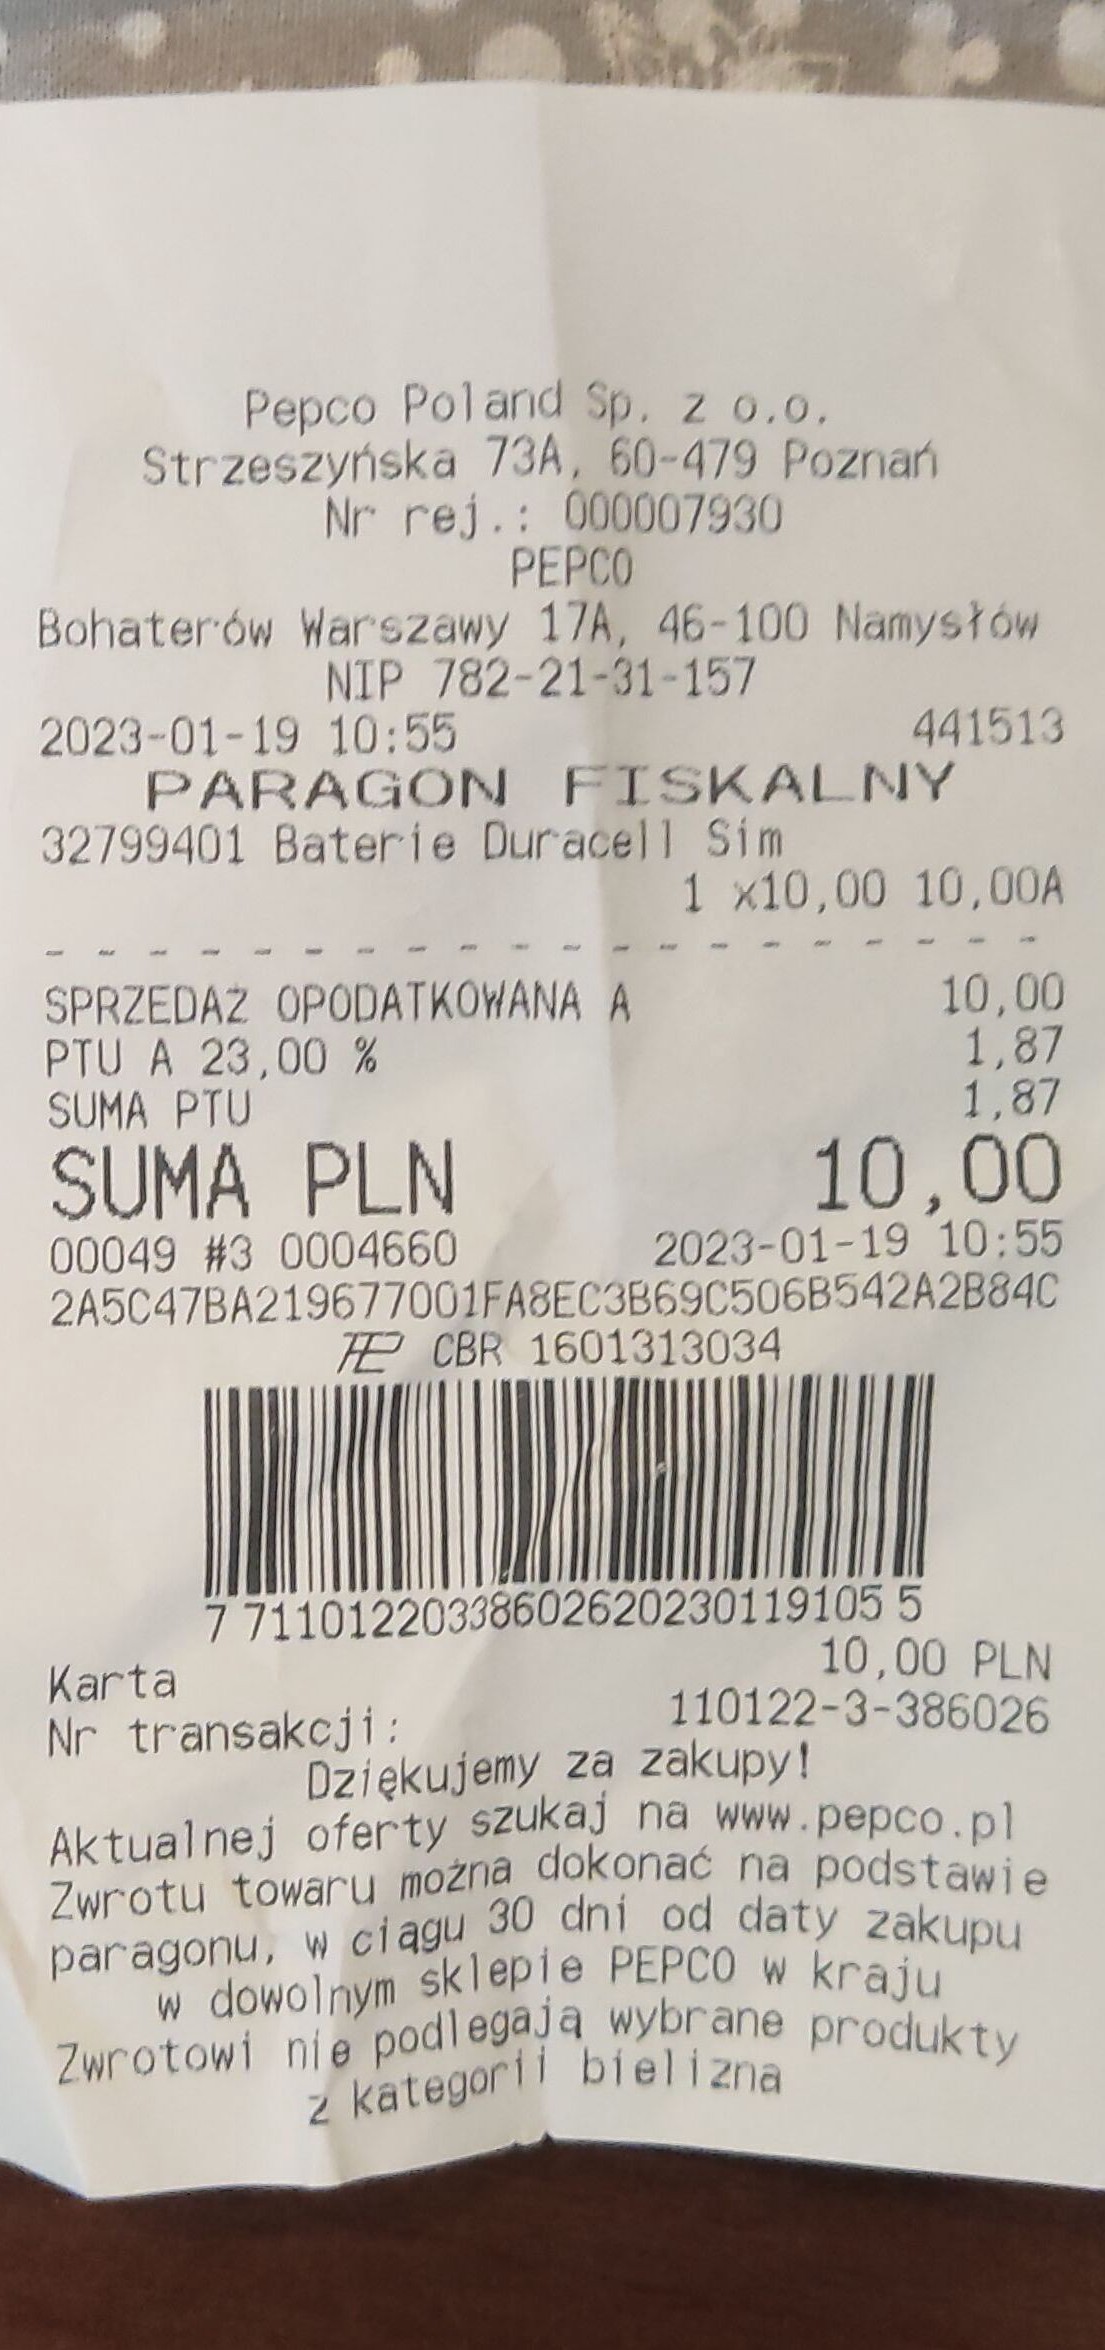 Pepco Poland Sp. z o.o.
Strzeszyńska 73A, 60-479 Poznań
Nr rej.: 000007930
PEPCO
Bohaterów Warszawy 17A, 46-100 Namysłów
NIP 782-21-31-157
2023-01-19 10:55 441513
PARAGON FISKALNY
32799401 Baterie Duracell Sim
1 x10,00 10,00A
- - - - - - - - - - - - - - - - - - - -
SPRZEDAŻ OPODATKOWANA A 10,00
PTU A 23,00 % 1,87
SUMA PTU 1,87
SUMA PLN 10,00
00049 #3 0004660 2023-01-19 10:55
2A5C47BA219677001FA8EC3B69C506B542A2B84C
CBR 1601313034
7 7110122033860262023011910​5 5
Karta 10,00 PLN
Nr transakcji: 110122-3-386026
Dziękujemy za zakupy!
Aktualnej oferty szukaj na www.pepco.pl
Zwrotu towaru można dokonać na podstawie
paragonu, w ciągu 30 dni od daty zakupu
w dowolnym sklepie PEPCO w kraju
Zwrotowi nie podlegają wybrane produkty
z kategorii bielizna